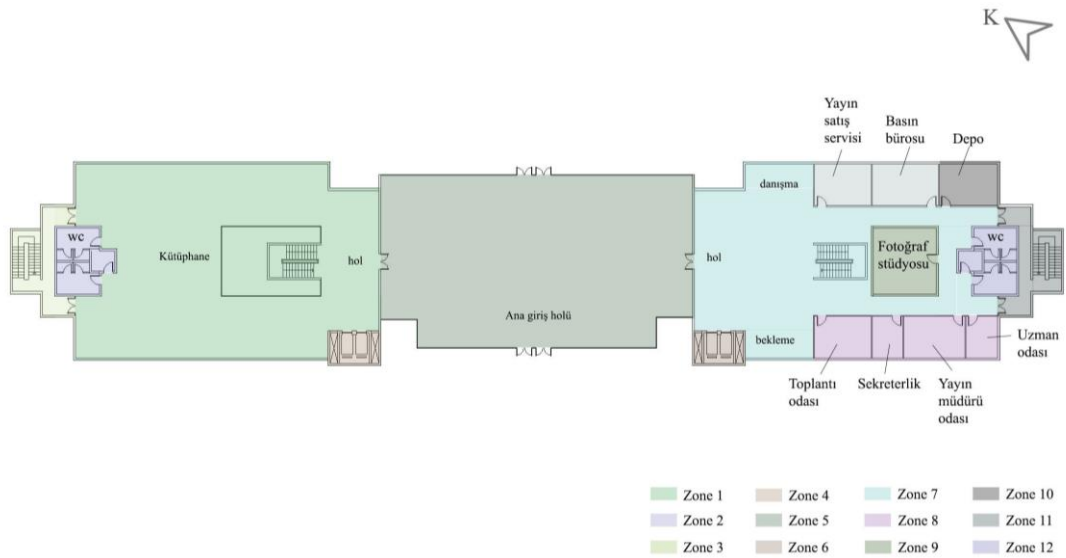 K
Yayın
satış
servisi
Basın
bürosu
Depo
danışma
wc
Kütüphane
hol
hol
Fotoğraf
stüdyosu
wc
Ana giriş holü
bekleme
Uzman
odası
Toplantı
odası
Sekreterlik
Yayın
müdürü
odası
Zone 1
Zone 4
Zone 7
Zone 10
Zone 2
Zone 5
Zone 8
Zone 11
Zone 3
Zone 6
Zone 9
Zone 12